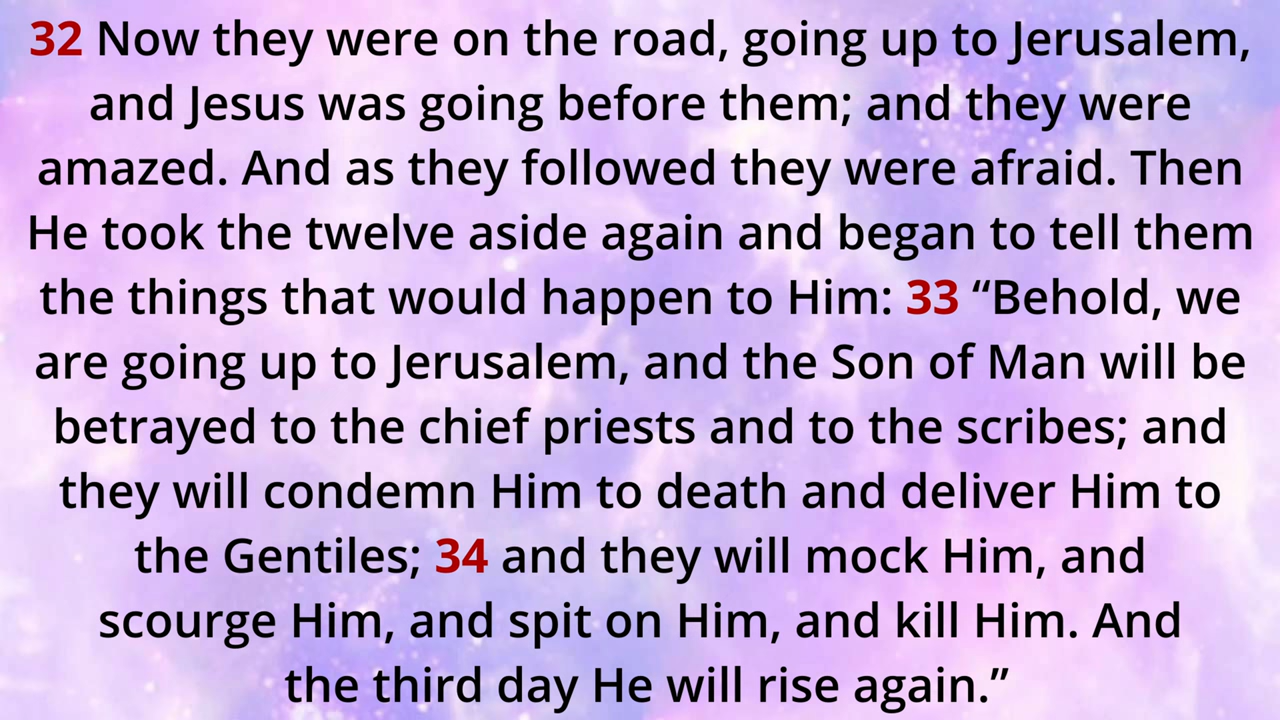 32 Now they were on the road, going up to Jerusalem,
and Jesus was going before them; and they were
amazed. And as they followed they were afraid. Then
He took the twelve aside again and began to tell them
the things that would happen to Him: 33 “Behold, we
are going up to Jerusalem, and the Son of Man will be
betrayed to the chief priests and to the scribes; and
they will condemn Him to death and deliver Him to
the Gentiles; 34 and they will mock Him, and
scourge Him, and spit on Him, and kill Him. And
the third day He will rise again.”